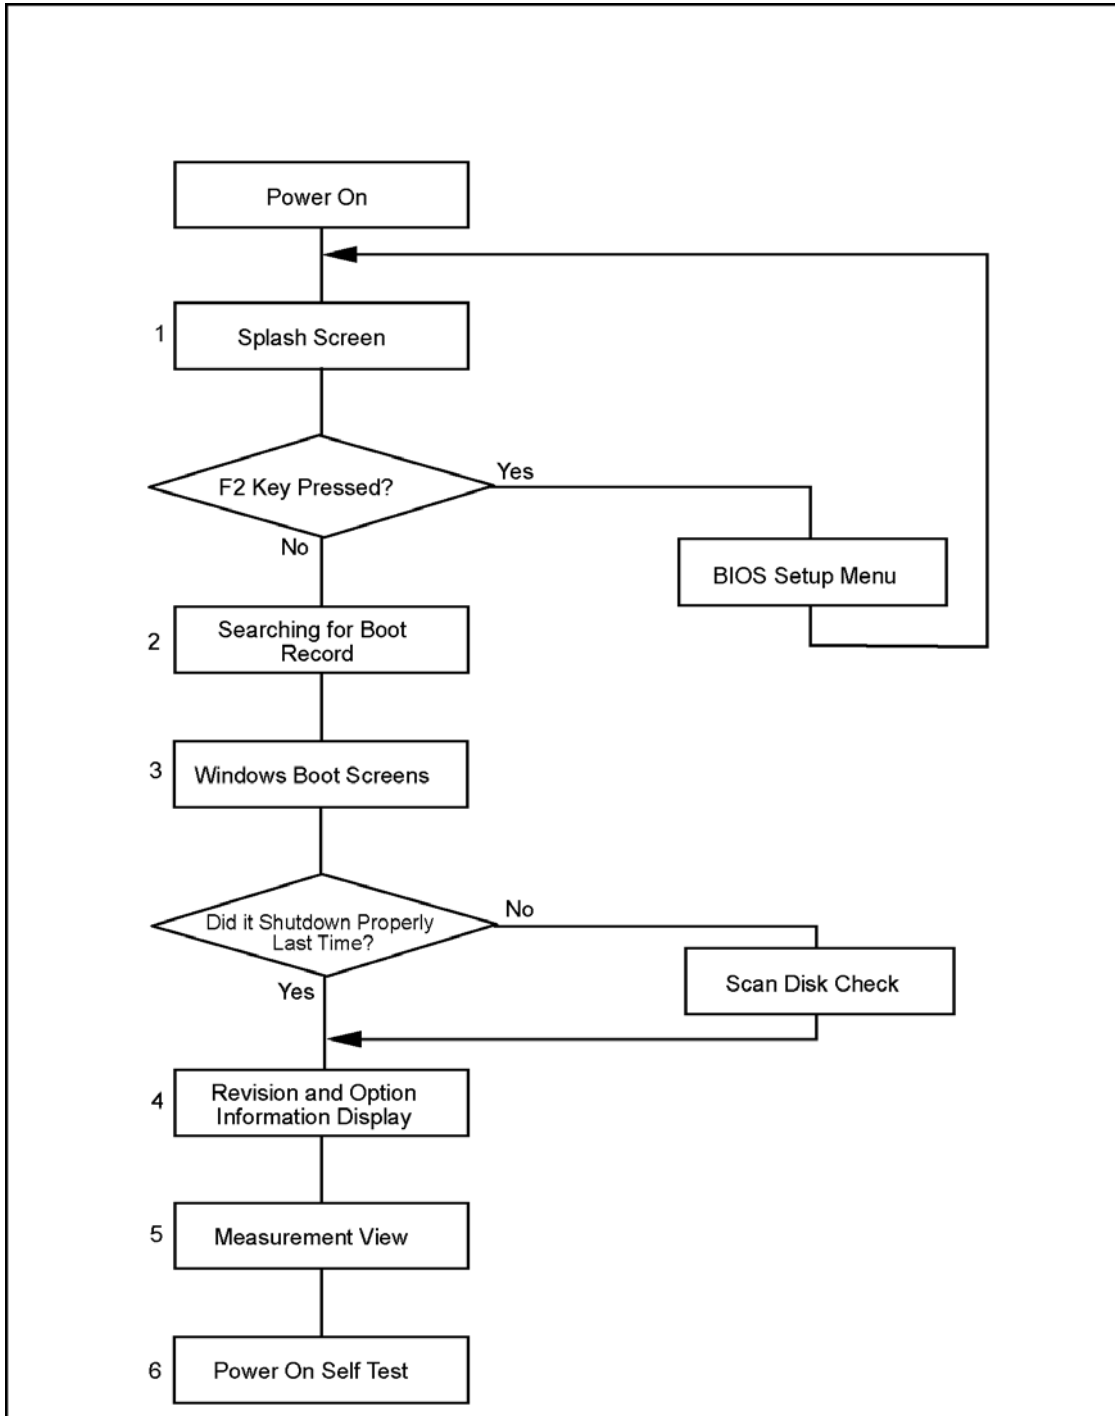 Power On
1
Splash Screen
F2 Key Pressed?
Yes
No
BIOS Setup Menu
2
Searching for Boot
Record
3
Windows Boot Screens
Did it Shutdown Properly
Last Time?
No
Yes
Scan Disk Check
4
Revision and Option
Information Display
5
Measurement View
6
Power On Self Test